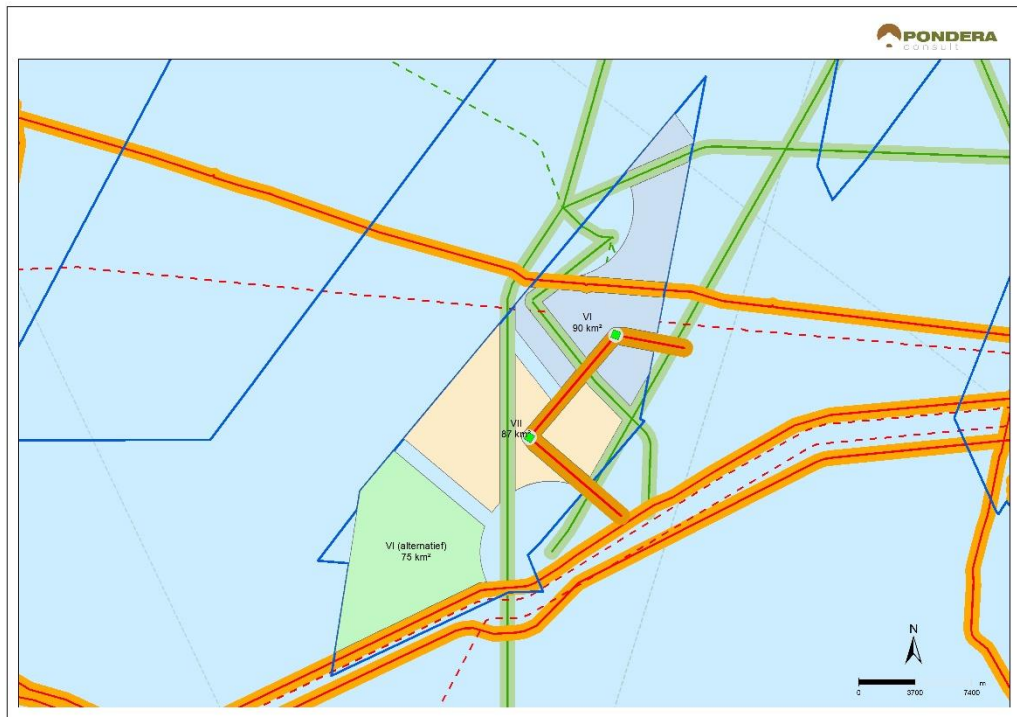 PONDERA
consult
VI
90 km²
VII
87 km²
VI (alternatief)
75 km²
N
0 3700 7400 m